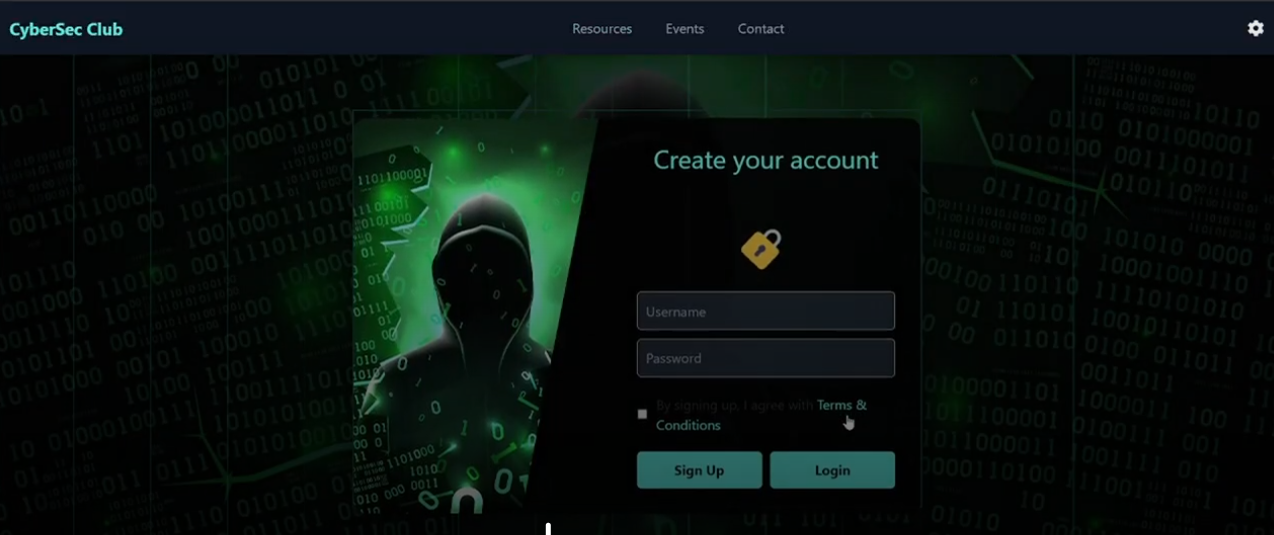 CyberSec Club
Resources Events Contact
Create your account
Username
Password
By signing up, I agree with Terms &
Conditions
Sign Up Login